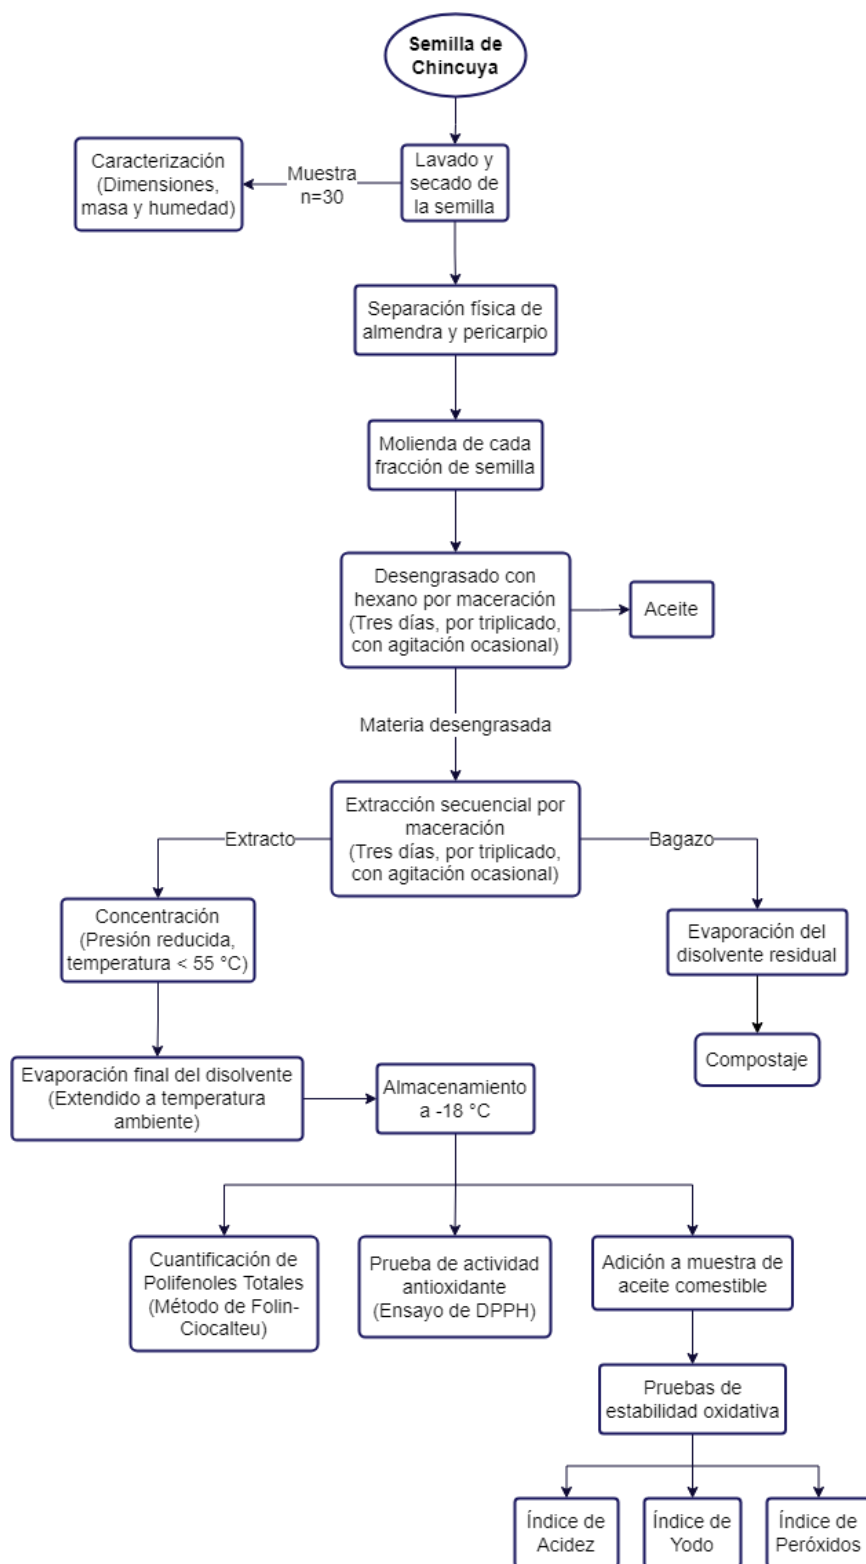 Semilla de
Chincuya
Caracterización
(Dimensiones,
masa y humedad)
Muestra
n=30
Lavado y
secado de
la semilla
Separación física de
almendra y pericarpio
Molienda de cada
fracción de semilla
Desengrasado con
hexano por maceración
(Tres días, por triplicado,
con agitación ocasional)
Aceite
Materia desengrasada
Extracción secuencial por
maceración
(Tres días, por triplicado,
con agitación ocasional)
Extracto
Bagazo
Concentración
(Presión reducida,
temperatura < 55 °C)
Evaporación del
disolvente residual
Compostaje
Evaporación final del disolvente
(Extendido a temperatura
ambiente)
Almacenamiento
a -18 °C
Cuantificación de
Polifenoles Totales
(Método de Folin-
Ciocalteu)
Prueba de actividad
antioxidante
(Ensayo de DPPH)
Adición a muestra de
aceite comestible
Pruebas de
estabilidad oxidativa
Índice de
Acidez
Índice de
Yodo
Índice de
Peróxidos